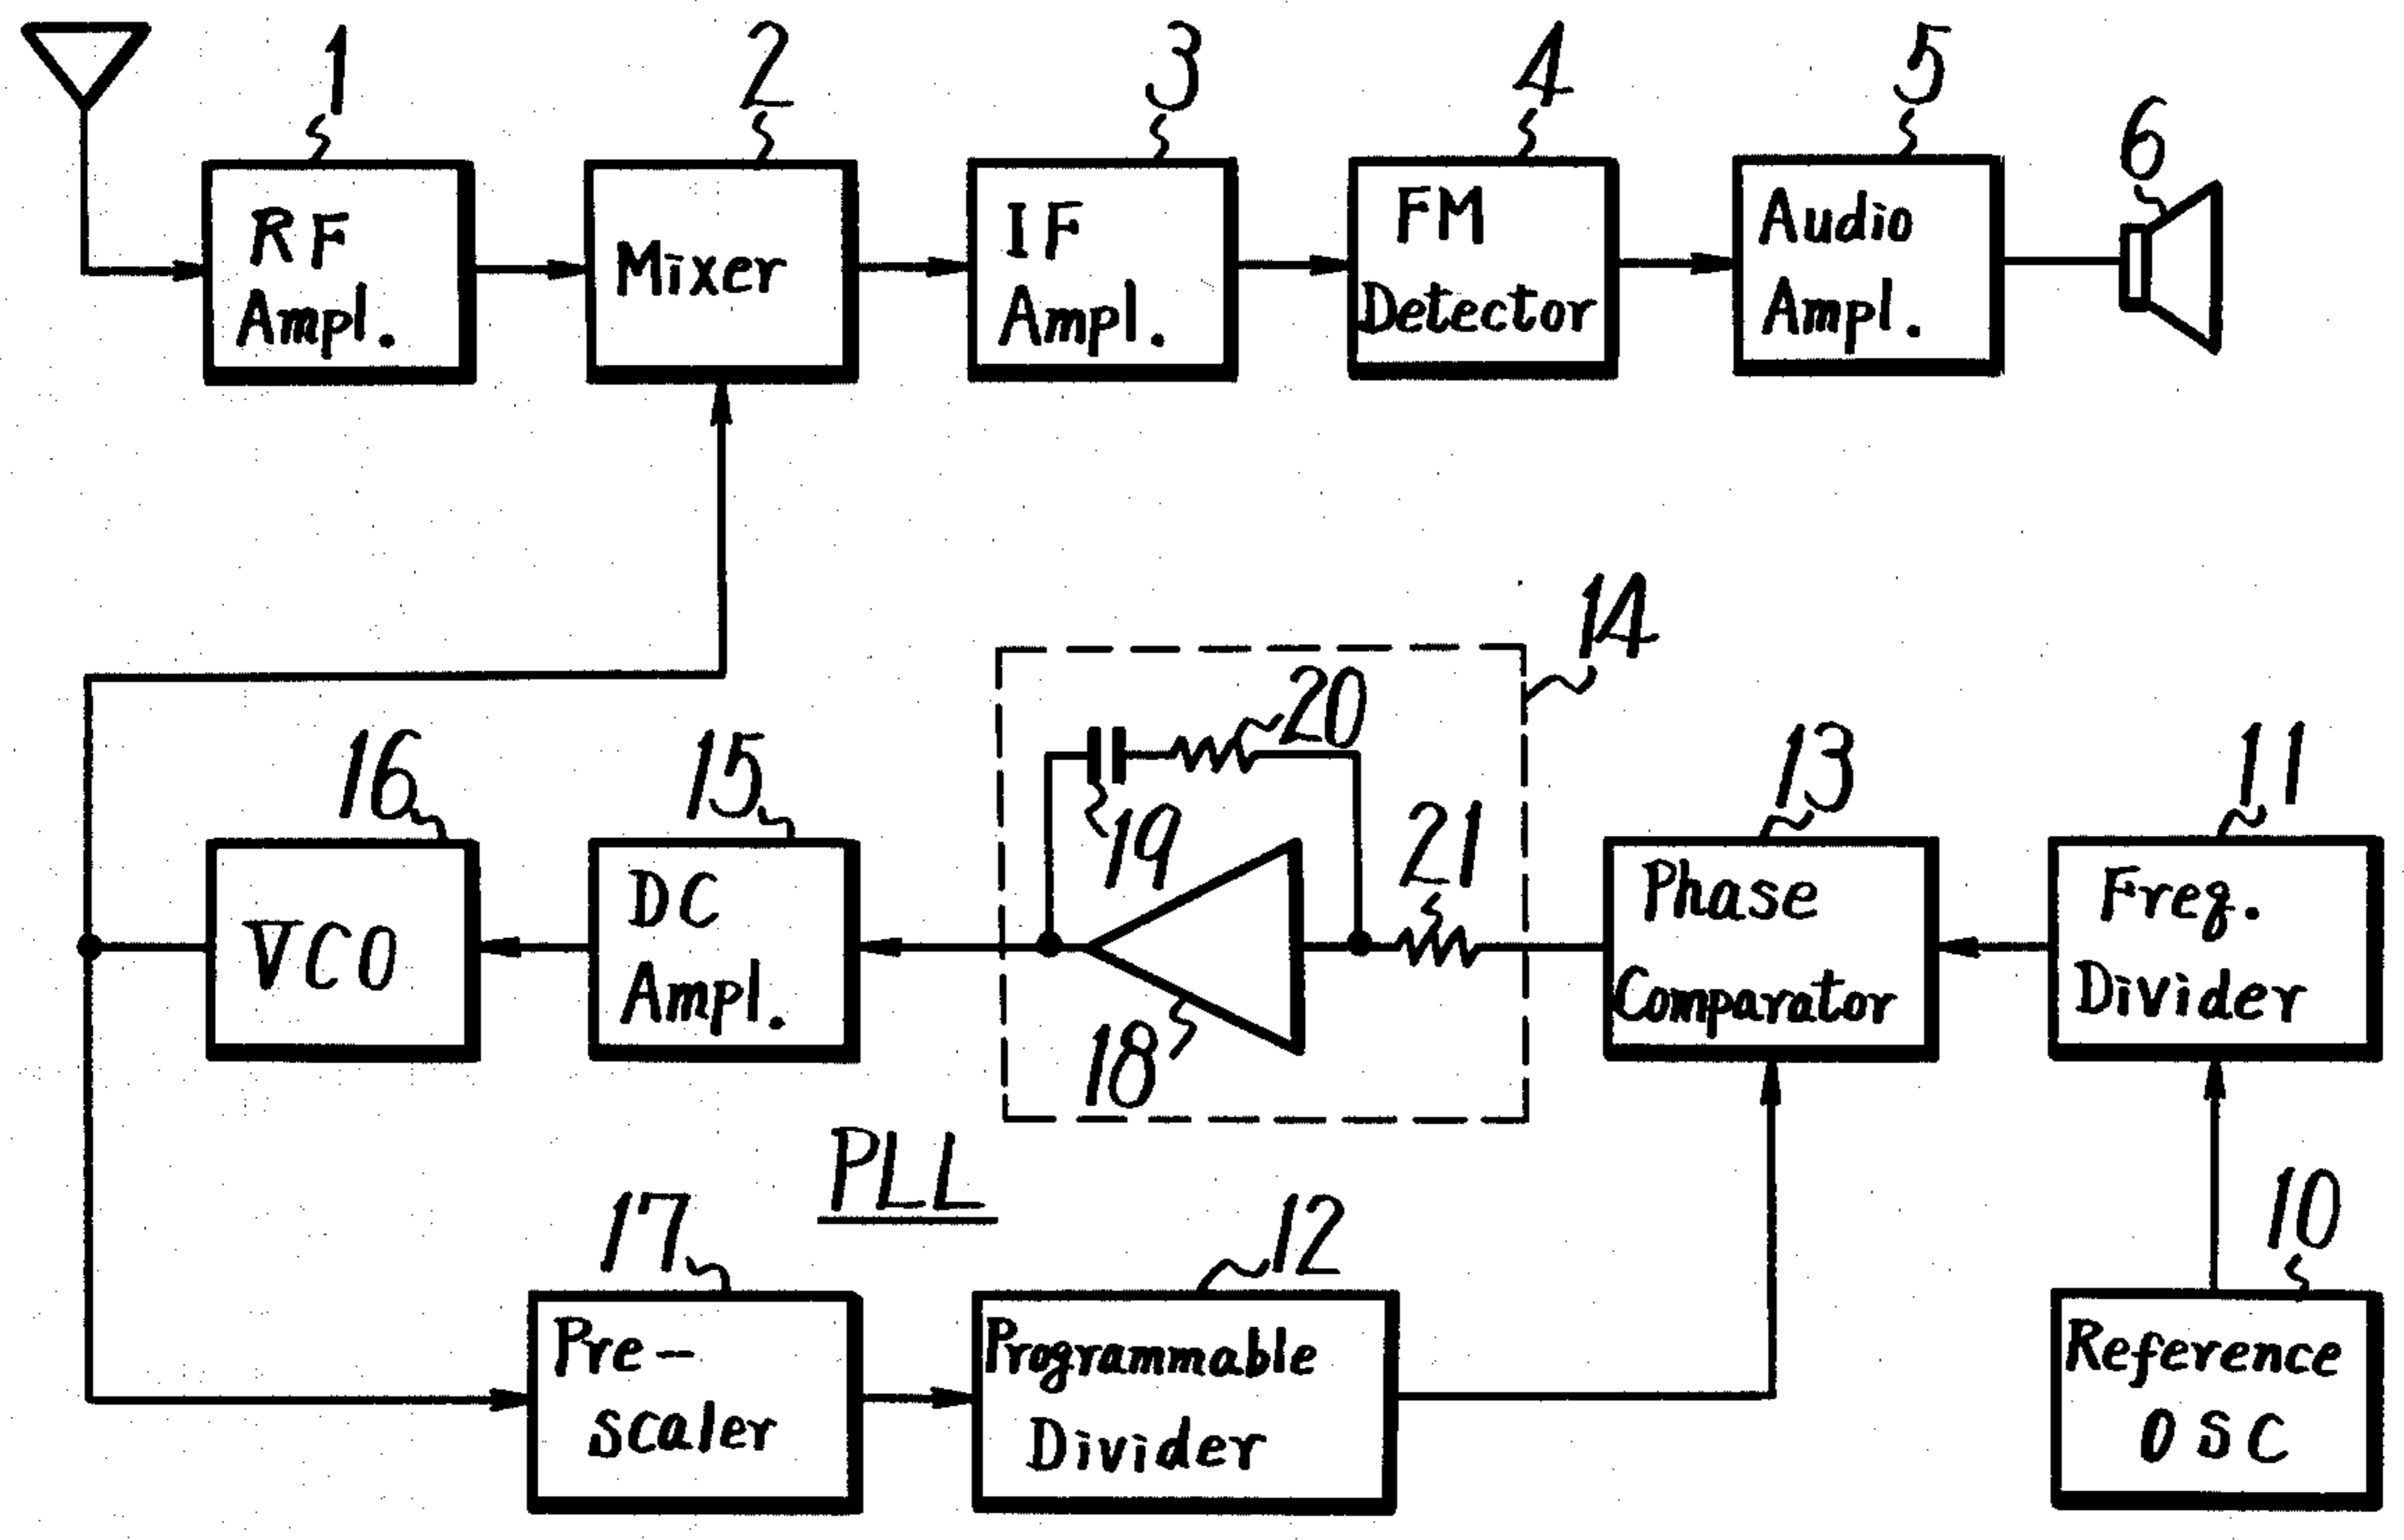 1
2
3
4
5
6
RF
Ampl.
Mixer
IF
Ampl.
FM
Detector
Audio
Ampl.
14
20
16
15
19
21
13
11
VCO
DC
Ampl.
18
Phase
Comparator
Freq.
Divider
PLL
17
12
10
Pre-
scaler
Programmable
Divider
Reference
OSC